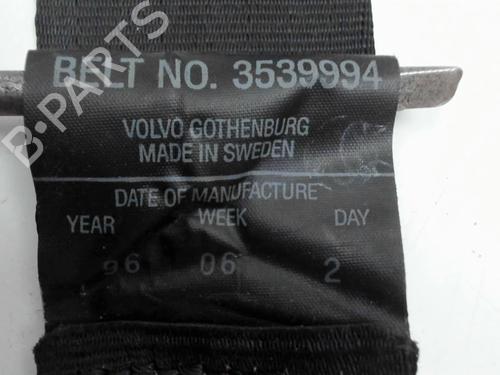 B-PARTS
BELT NO. 3539994
VOLVO GOTHENBURG
MADE IN SWEDEN
DATE OF MANUFACTURE
YEAR WEEK DAY
96 06 2